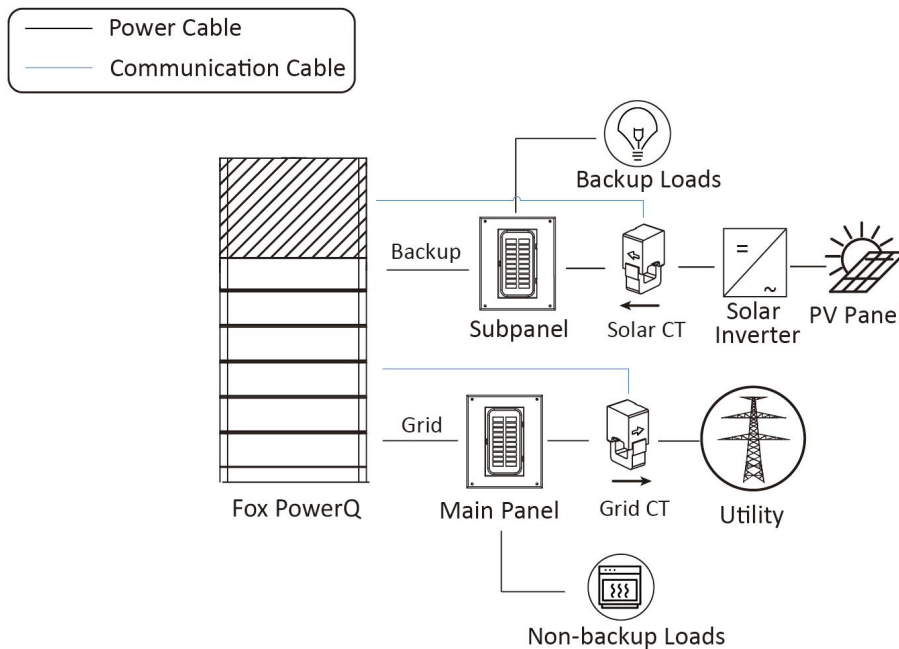 Power Cable
Communication Cable
Backup Loads
Backup
Subpanel
Solar CT
Solar
Inverter
PV Pane
Grid
Fox PowerQ
Main Panel
Grid CT
Utility
Non-backup Loads